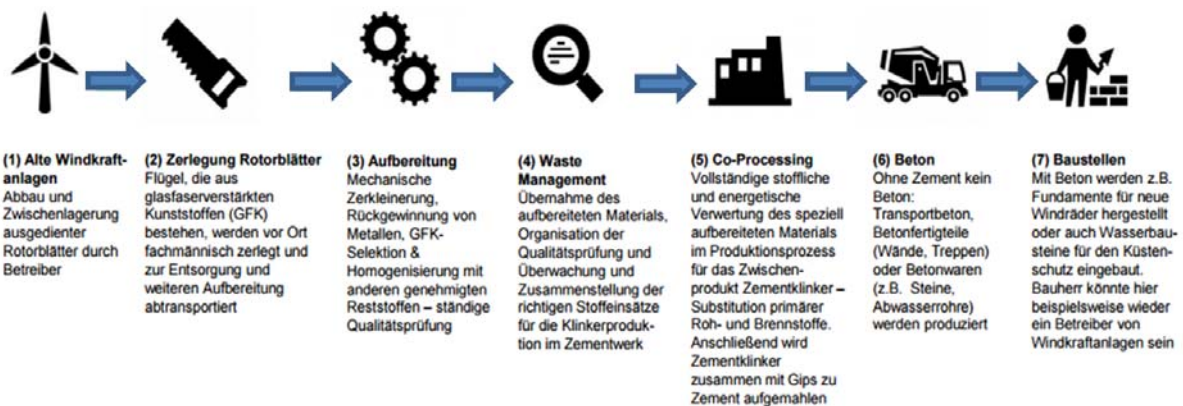 (1) Alte Windkraft-
anlagen
Abbau und
Zwischenlagerung
ausgedienter
Rotorblätter durch
Betreiber
(2) Zerlegung Rotorblätter
Flügel, die aus
glasfaserverstärkten
Kunststoffen (GFK)
bestehen, werden vor Ort
fachmännisch zerlegt und
zur Entsorgung und
weiteren Aufbereitung
abtransportiert
(3) Aufbereitung
Mechanische
Zerkleinerung,
Rückgewinnung von
Metallen, GFK-
Selektion &
Homogenisierung mit
anderen genehmigten
Reststoffen – ständige
Qualitätsprüfung
(4) Waste
Management
Übernahme des
aufbereiteten Materials,
Organisation der
Qualitätsprüfung und
Überwachung und
Zusammenstellung der
richtigen Stoffeinsätze
für die Klinkerproduk-
tion im Zementwerk
(5) Co-Processing
Vollständige stoffliche
und energetische
Verwertung des speziell
aufbereiteten Materials
im Produktionsprozess
für das Zwischen-
produkt Zementklinker –
Substitution primärer
Roh- und Brennstoffe.
Anschließend wird
Zementklinker
zusammen mit Gips zu
Zement aufgemahlen
(6) Beton
Ohne Zement kein
Beton:
Transportbeton,
Betonfertigteile
(Wände, Treppen)
oder Betonwaren
(z.B. Steine,
Abwasserrohre)
werden produziert
(7) Baustellen
Mit Beton werden z.B.
Fundamente für neue
Windräder hergestellt
oder auch Wasserbau-
steine für den Küsten-
schutz eingebaut.
Bauherr könnte hier
beispielsweise wieder
ein Betreiber von
Windkraftanlagen sein